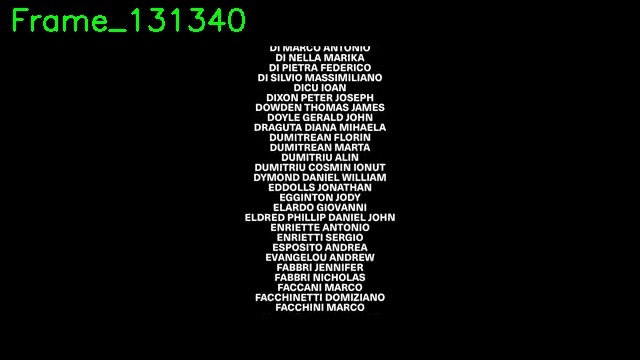 Frame_131340
DI MARCO ANTONIO
DI NELLA MARIKA
DI PIETRA FEDERICO
DI SILVIO MASSIMILIANO
DICU IOAN
DIXON PETER JOSEPH
DOWDEN THOMAS JAMES
DOYLE GERALD JOHN
DRAGUTA DIANA MIHAELA
DUMITREAN FLORIN
DUMITREAN MARTA
DUMITRIU ALIN
DUMITRIU COSMIN IONUT
DYMOND DANIEL WILLIAM
EDDOLLS JONATHAN
EGGINTON JODY
ELARDO GIOVANNI
ELDRED PHILLIP DANIEL JOHN
ENRIETTE ANTONIO
ENRIETTI SERGIO
ESPOSITO ANDREA
EVANGELOU ANDREW
FABBRI JENNIFER
FABBRI NICHOLAS
FACCANI MARCO
FACCHINETTI DOMIZIANO
FACCHINI MARCO